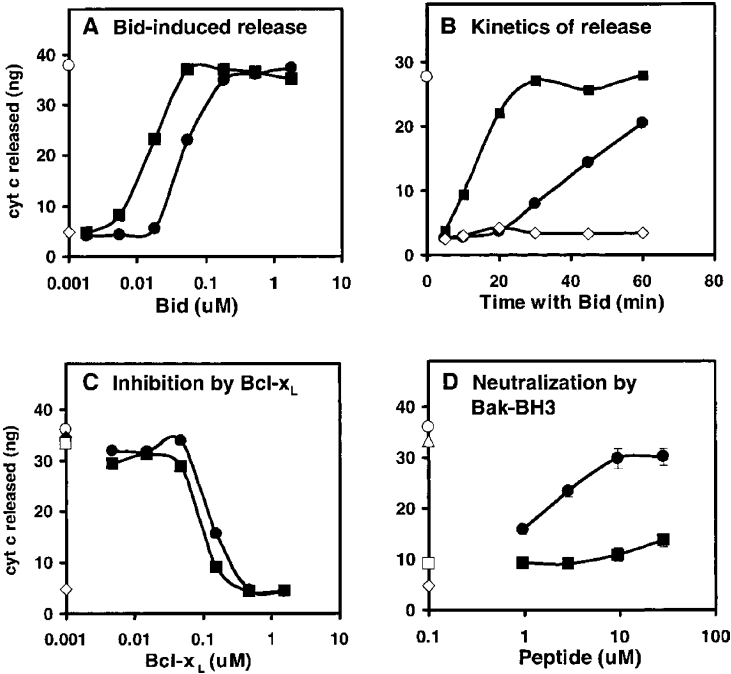 A Bid-induced release
cyt c released (ng)
50
40
30
20
10
0
0.001 0.01 0.1 1 10
Bid (uM)
B Kinetics of release
30
20
10
0
0 20 40 60 80
Time with Bid (min)
C Inhibition by Bcl-xL
cyt c released (ng)
40
30
20
10
0
0.001 0.01 0.1 1 10
Bcl-xL (uM)
D Neutralization by
Bak-BH3
40
30
20
10
0
0.1 1 10 100
Peptide (uM)